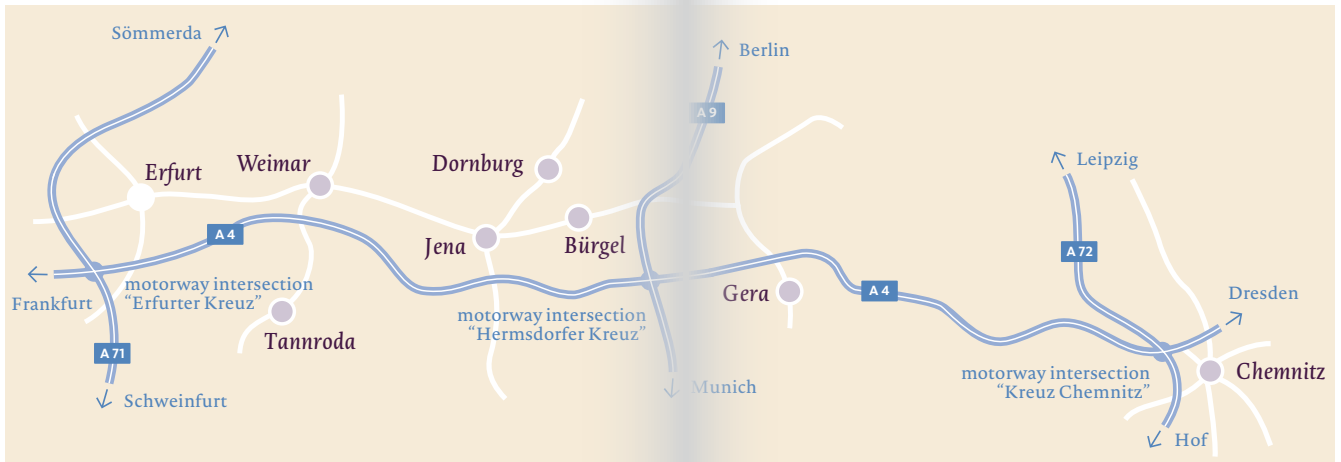 Sömmerda
Berlin
A 9
Erfurt
Weimar
Dornburg
Leipzig
A 4
Jena
Bürgel
A 72
Frankfurt
motorway intersection
“Erfurter Kreuz”
Gera
A 4
Dresden
motorway intersection
“Hermsdorfer Kreuz”
Tannroda
A 71
motorway intersection
“Kreuz Chemnitz”
Chemnitz
Schweinfurt
Munich
Hof